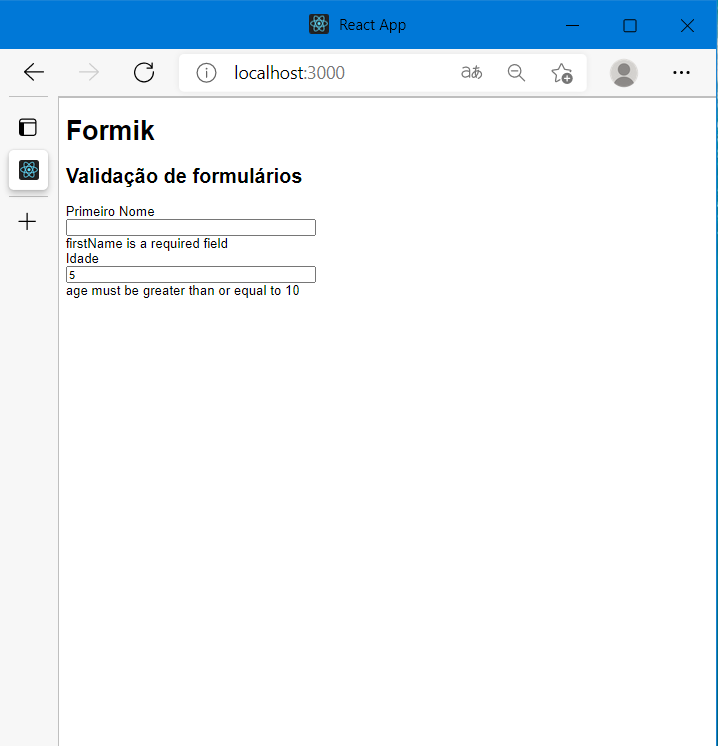 React App
localhost:3000
aあ
Formik
Validação de formulários
Primeiro Nome
firstName is a required field
Idade
5
age must be greater than or equal to 10